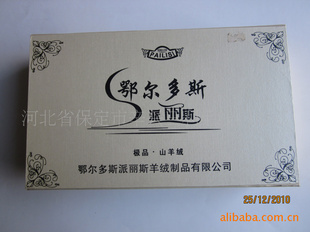 PAILISI
鄂尔多斯
派丽斯
河北省保定市
极品·山羊绒
鄂尔多斯派丽斯羊绒制品有限公司
25/12/2010
alibaba.com.cn